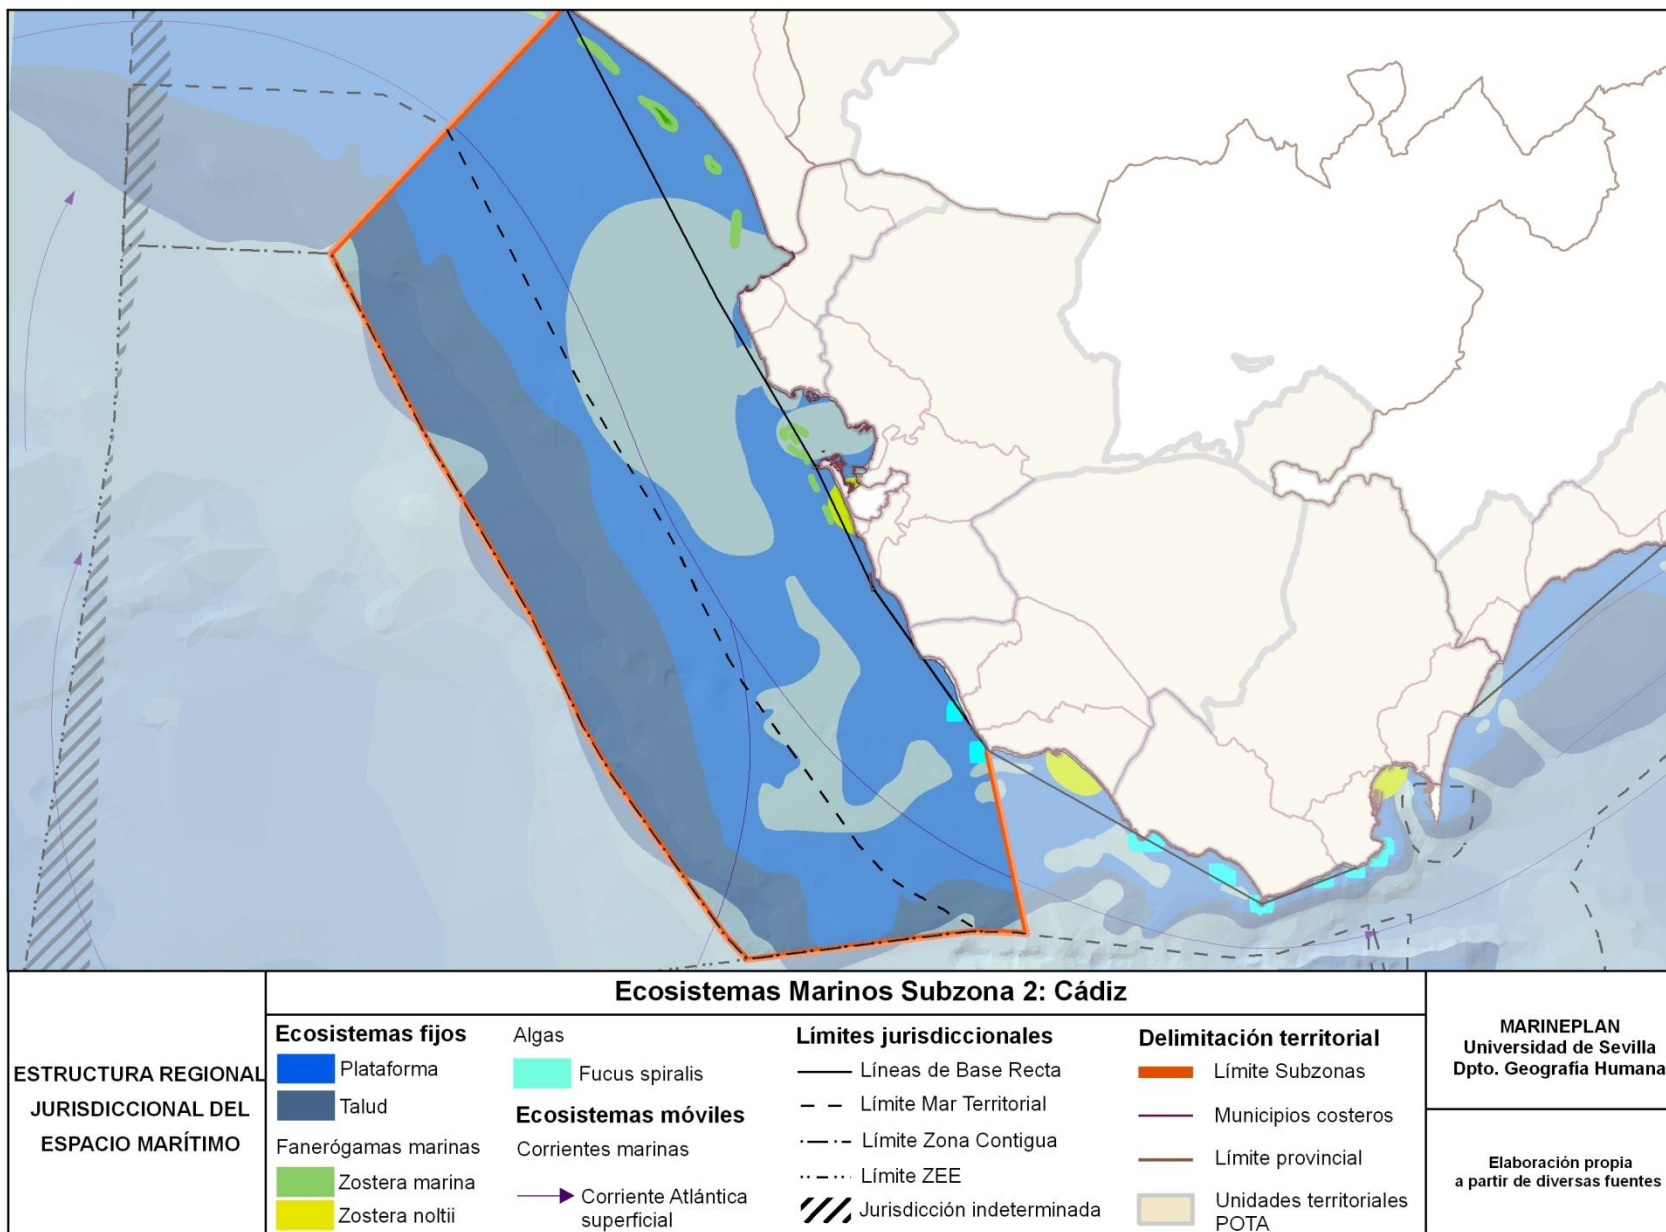 Ecosistemas Marinos Subzona 2: Cádiz
ESTRUCTURA REGIONAL
JURISDICCIONAL DEL
ESPACIO MARÍTIMO
Ecosistemas fijos
Plataforma
Talud
Fanerógamas marinas
Zostera marina
Zostera noltii
Algas
Fucus spiralis
Ecosistemas móviles
Corrientes marinas
Corriente Atlántica
superficial
Límites jurisdiccionales
Líneas de Base Recta
Límite Mar Territorial
Límite Zona Contigua
Límite ZEE
Jurisdicción indeterminada
Delimitación territorial
Límite Subzonas
Municipios costeros
Límite provincial
Unidades territoriales
POTA
MARINEPLAN
Universidad de Sevilla
Dpto. Geografía Humana
Elaboración propia
a partir de diversas fuentes